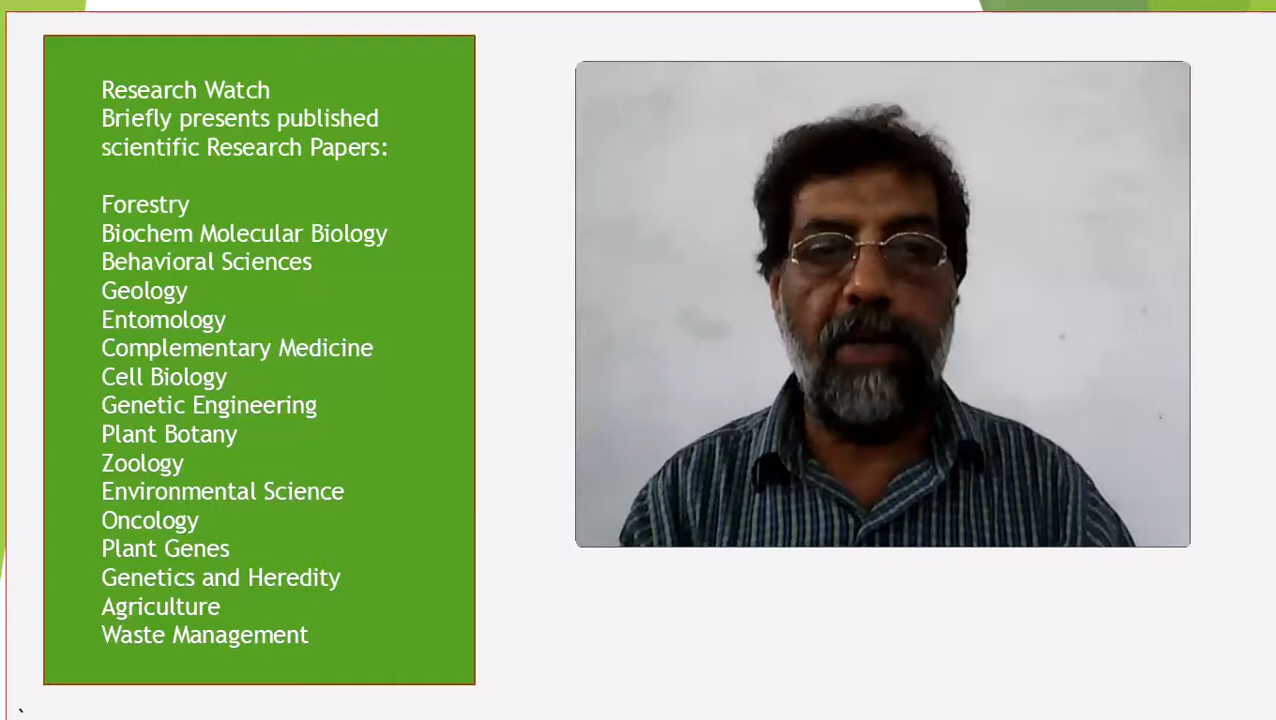 Research Watch
Briefly presents published
scientific Research Papers:
Forestry
Biochem Molecular Biology
Behavioral Sciences
Geology
Entomology
Complementary Medicine
Cell Biology
Genetic Engineering
Plant Botany
Zoology
Environmental Science
Oncology
Plant Genes
Genetics and Heredity
Agriculture
Waste Management
`